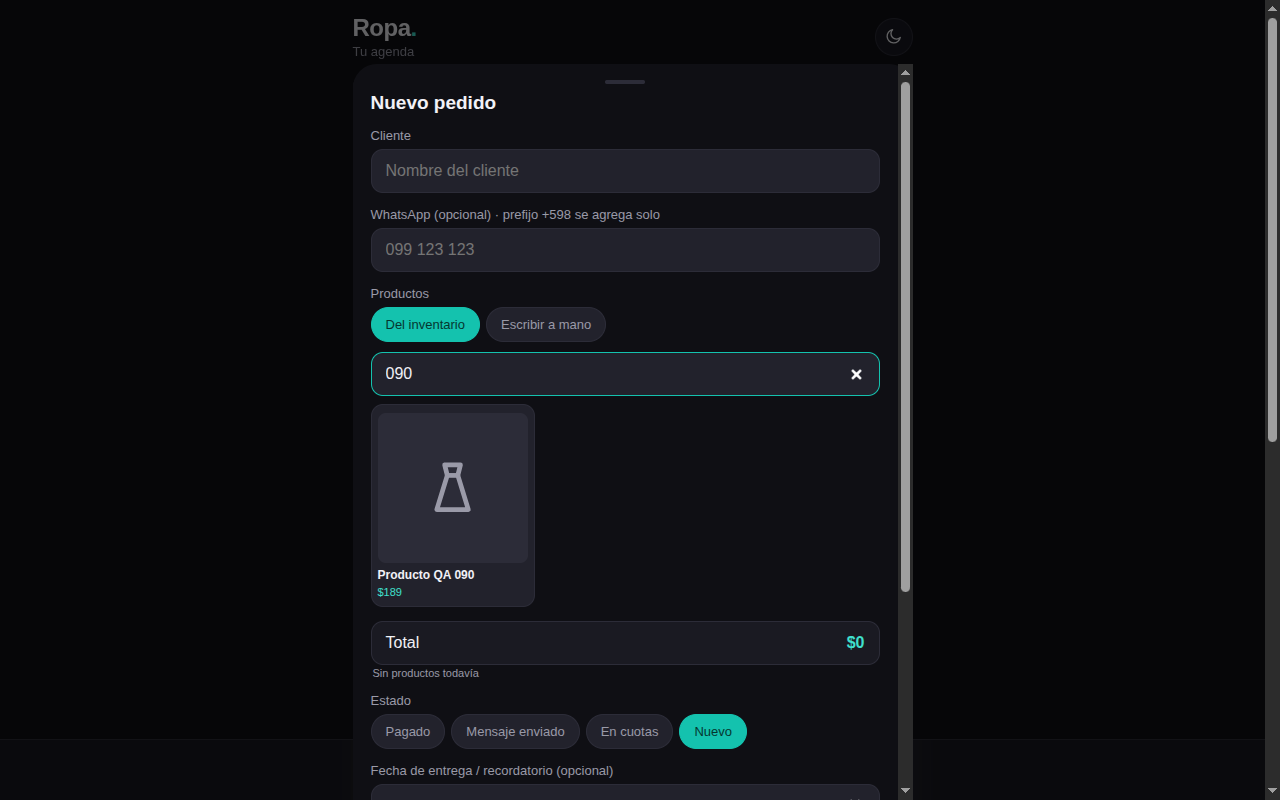 Ropa.
Tu agenda
Nuevo pedido
Cliente
Nombre del cliente
WhatsApp (opcional) · prefijo +598 se agrega solo
099 123 123
Productos
Del inventario
Escribir a mano
090
Producto QA 090
$189
Total
$0
Sin productos todavía
Estado
Pagado
Mensaje enviado
En cuotas
Nuevo
Fecha de entrega / recordatorio (opcional)